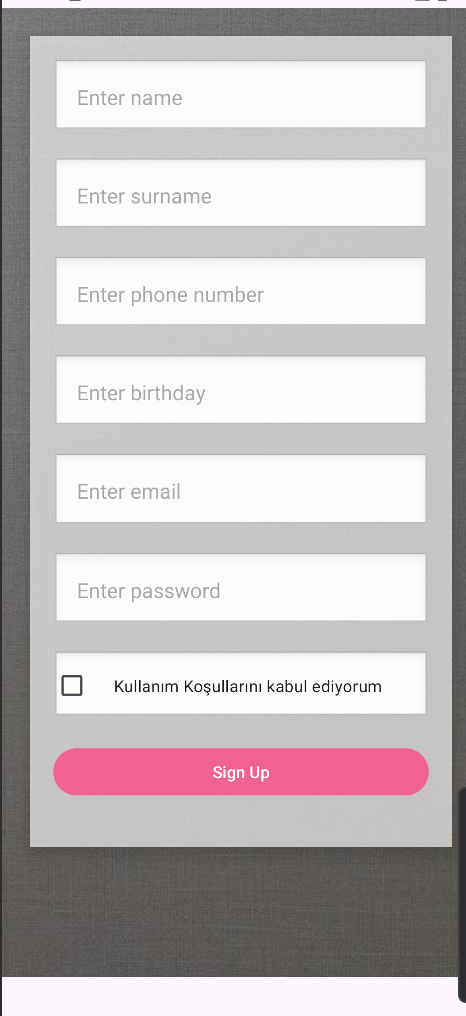 Enter name
Enter surname
Enter phone number
Enter birthday
Enter email
Enter password
Kullanım Koşullarını kabul ediyorum
Sign Up